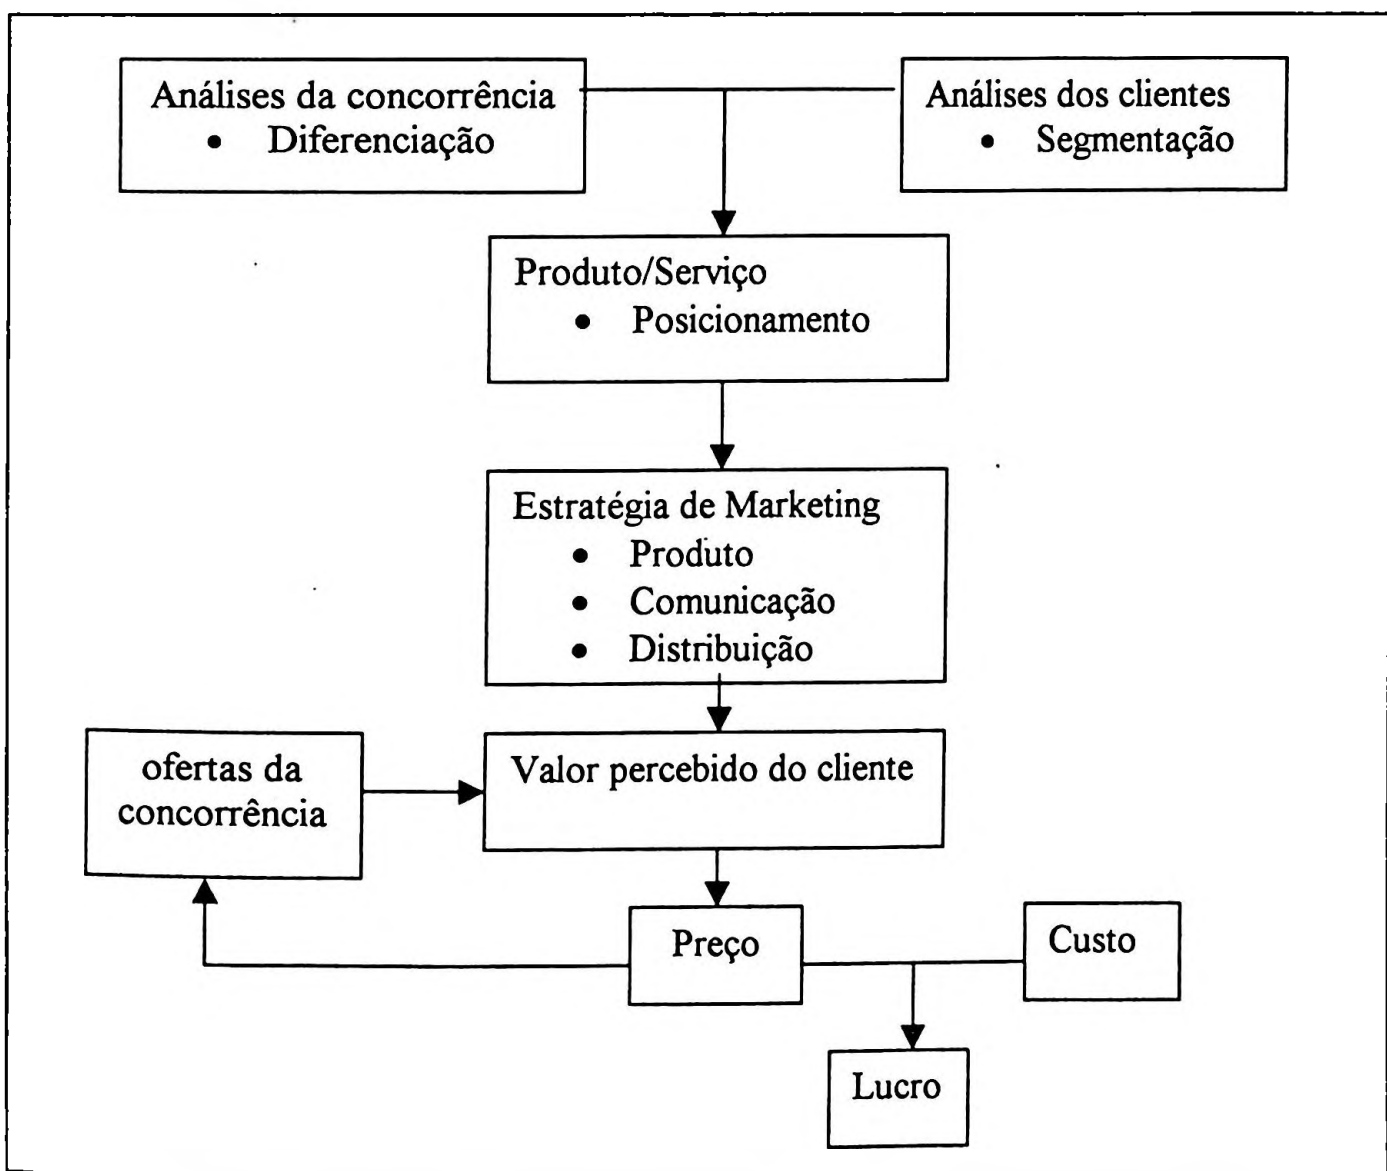 Análises da concorrência
• Diferenciação
Análises dos clientes
• Segmentação
Produto/Serviço
• Posicionamento
Estratégia de Marketing
• Produto
• Comunicação
• Distribuição
ofertas da
concorrência
Valor percebido do cliente
Preço
Custo
Lucro